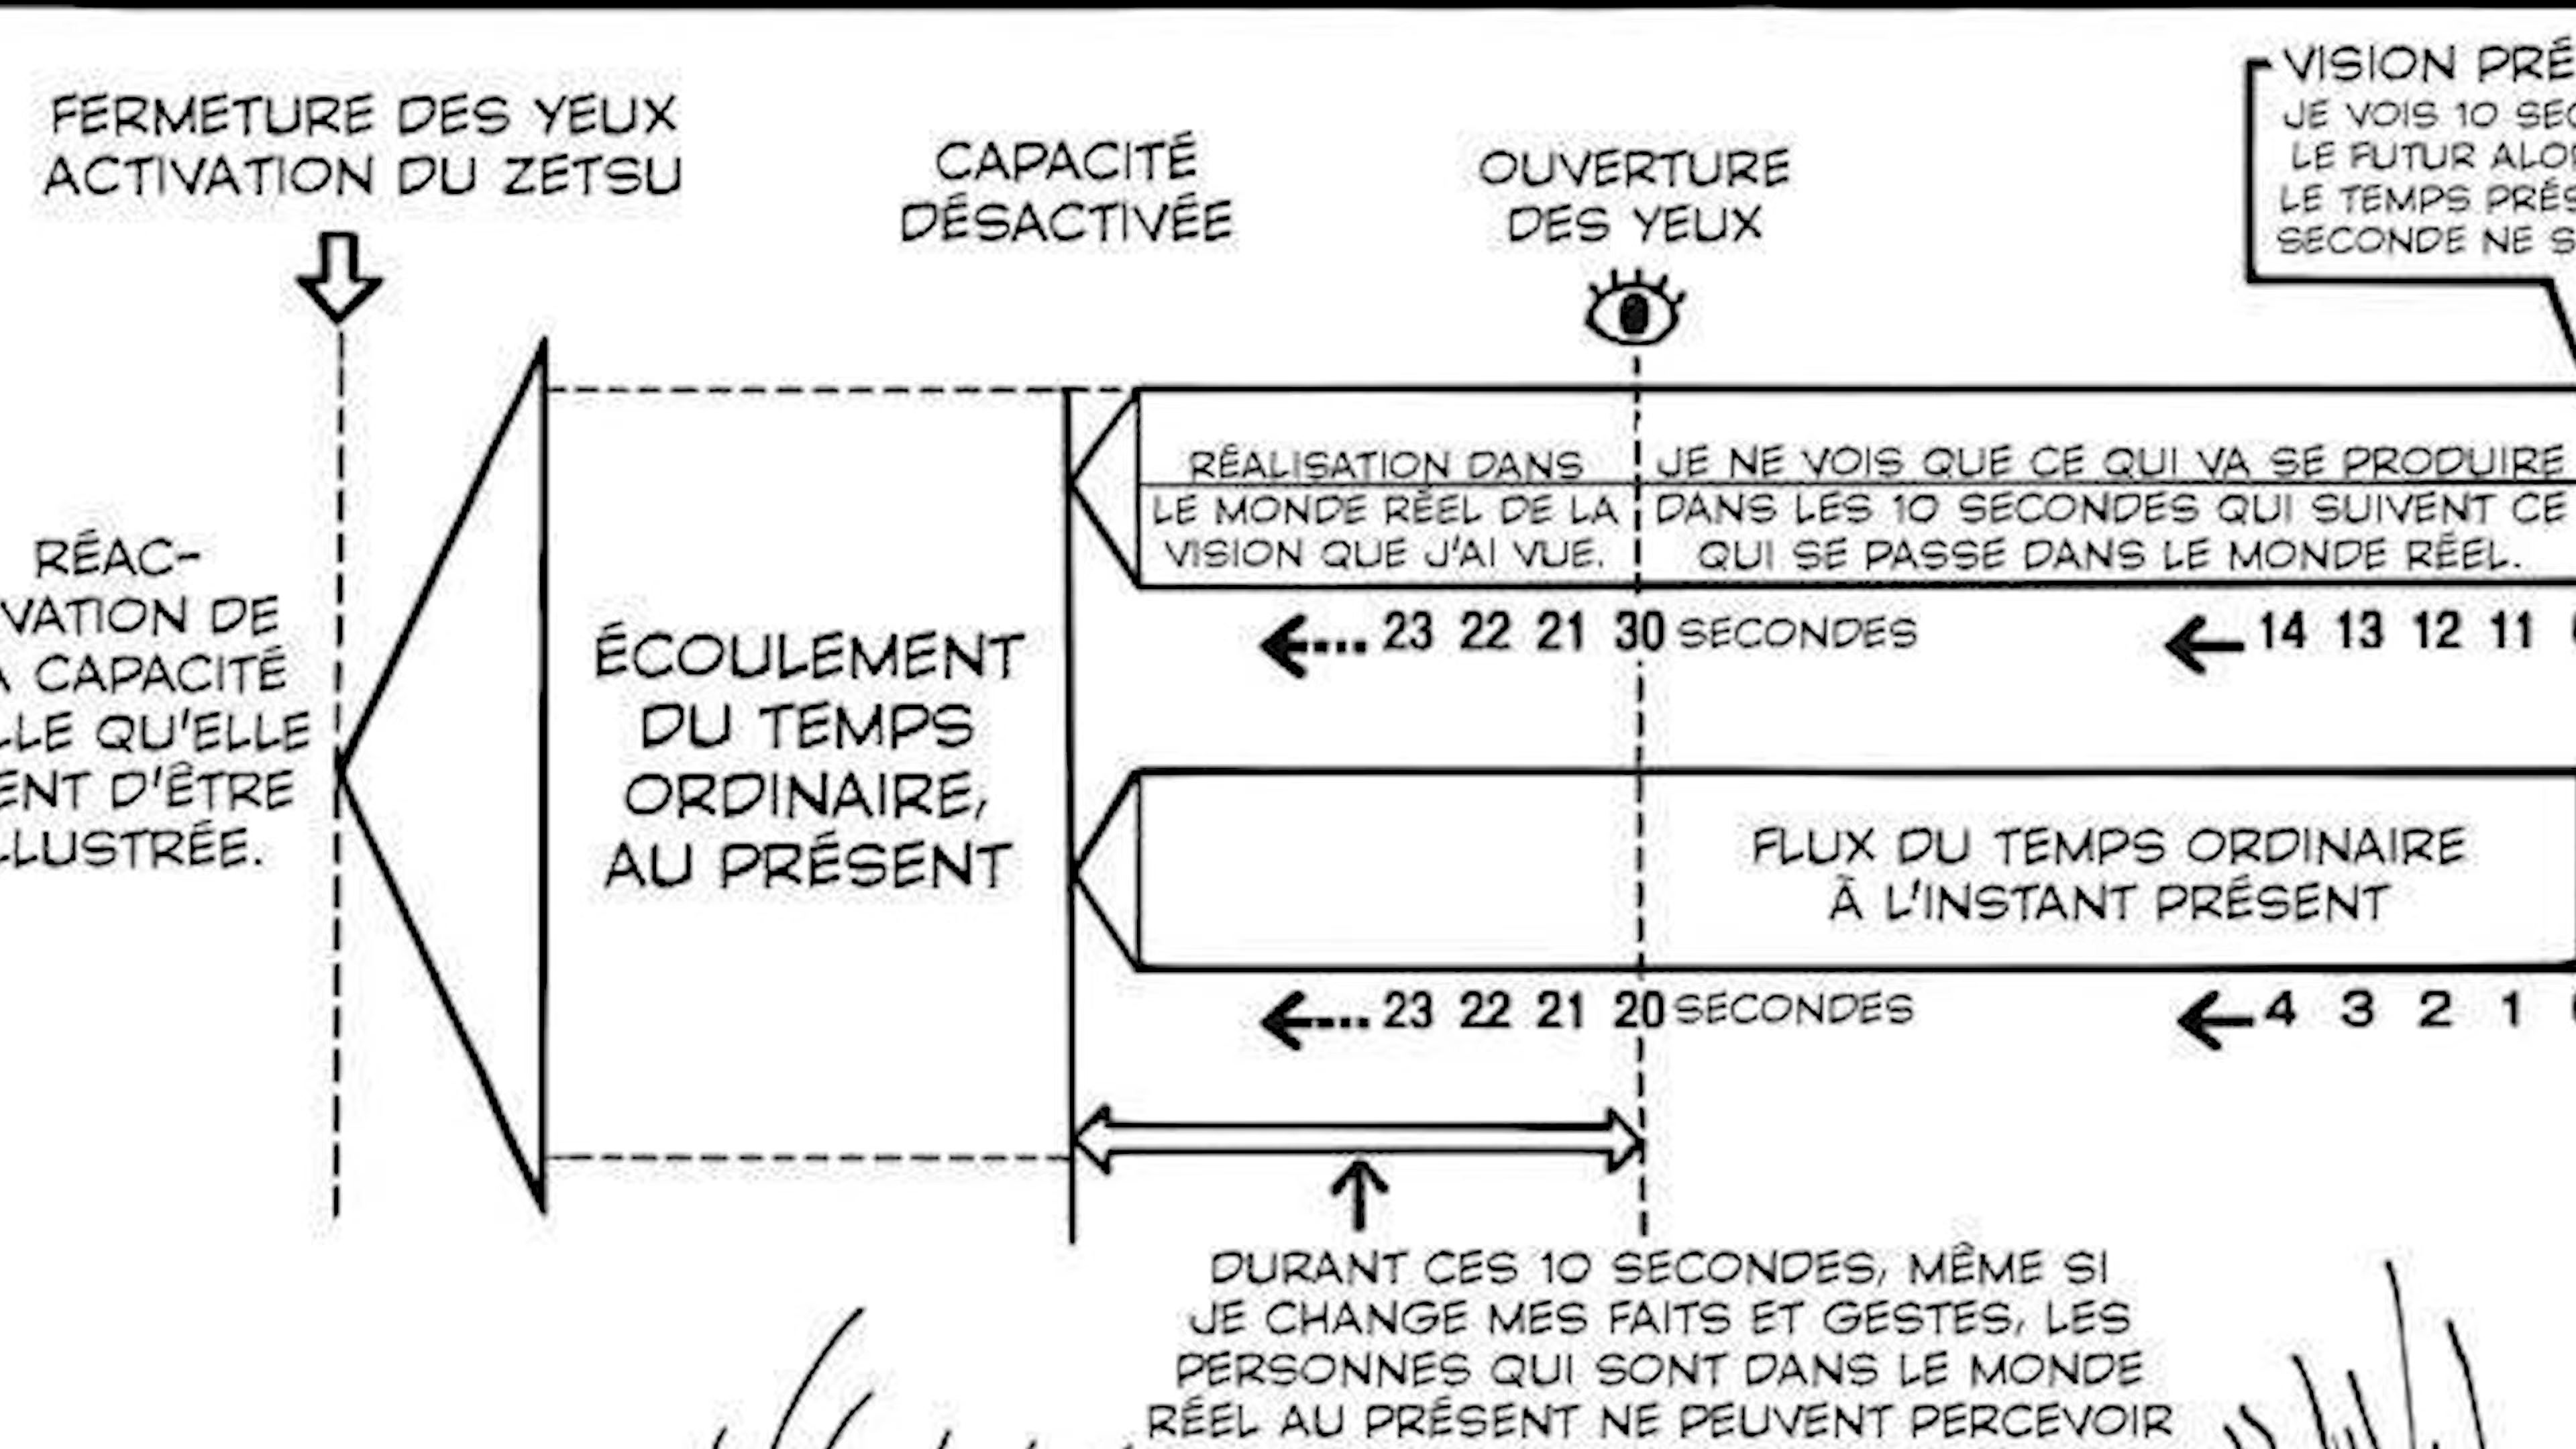 FERMETURE DES YEUX
ACTIVATION DU ZETSU
CAPACITÉ
DÉSACTIVÉE
OUVERTURE
DES YEUX
VISION PRÉ
JE VOIS 10 SEC
LE FUTUR ALO
LE TEMPS PRÉS
SECONDE NE S
RÉALISATION DANS
LE MONDE RÉEL DE LA
VISION QUE J'AI VUE.
JE NE VOIS QUE CE QUI VA SE PRODUIRE
DANS LES 10 SECONDES QUI SUIVENT CE
QUI SE PASSE DANS LE MONDE RÉEL.
... 23 22 21 30 SECONDES
14 13 12 11
RÉAC-
VATION DE
A CAPACITÉ
LLE QU'ELLE
ENT D'ÊTRE
LLUSTRÉE.
ÉCOULEMENT
DU TEMPS
ORDINAIRE,
AU PRÉSENT
FLUX DU TEMPS ORDINAIRE
À L'INSTANT PRÉSENT
... 23 22 21 20 SECONDES
4 3 2 1
DURANT CES 10 SECONDES, MÊME SI
JE CHANGE MES FAITS ET GESTES, LES
PERSONNES QUI SONT DANS LE MONDE
RÉEL AU PRÉSENT NE PEUVENT PERCEVOIR